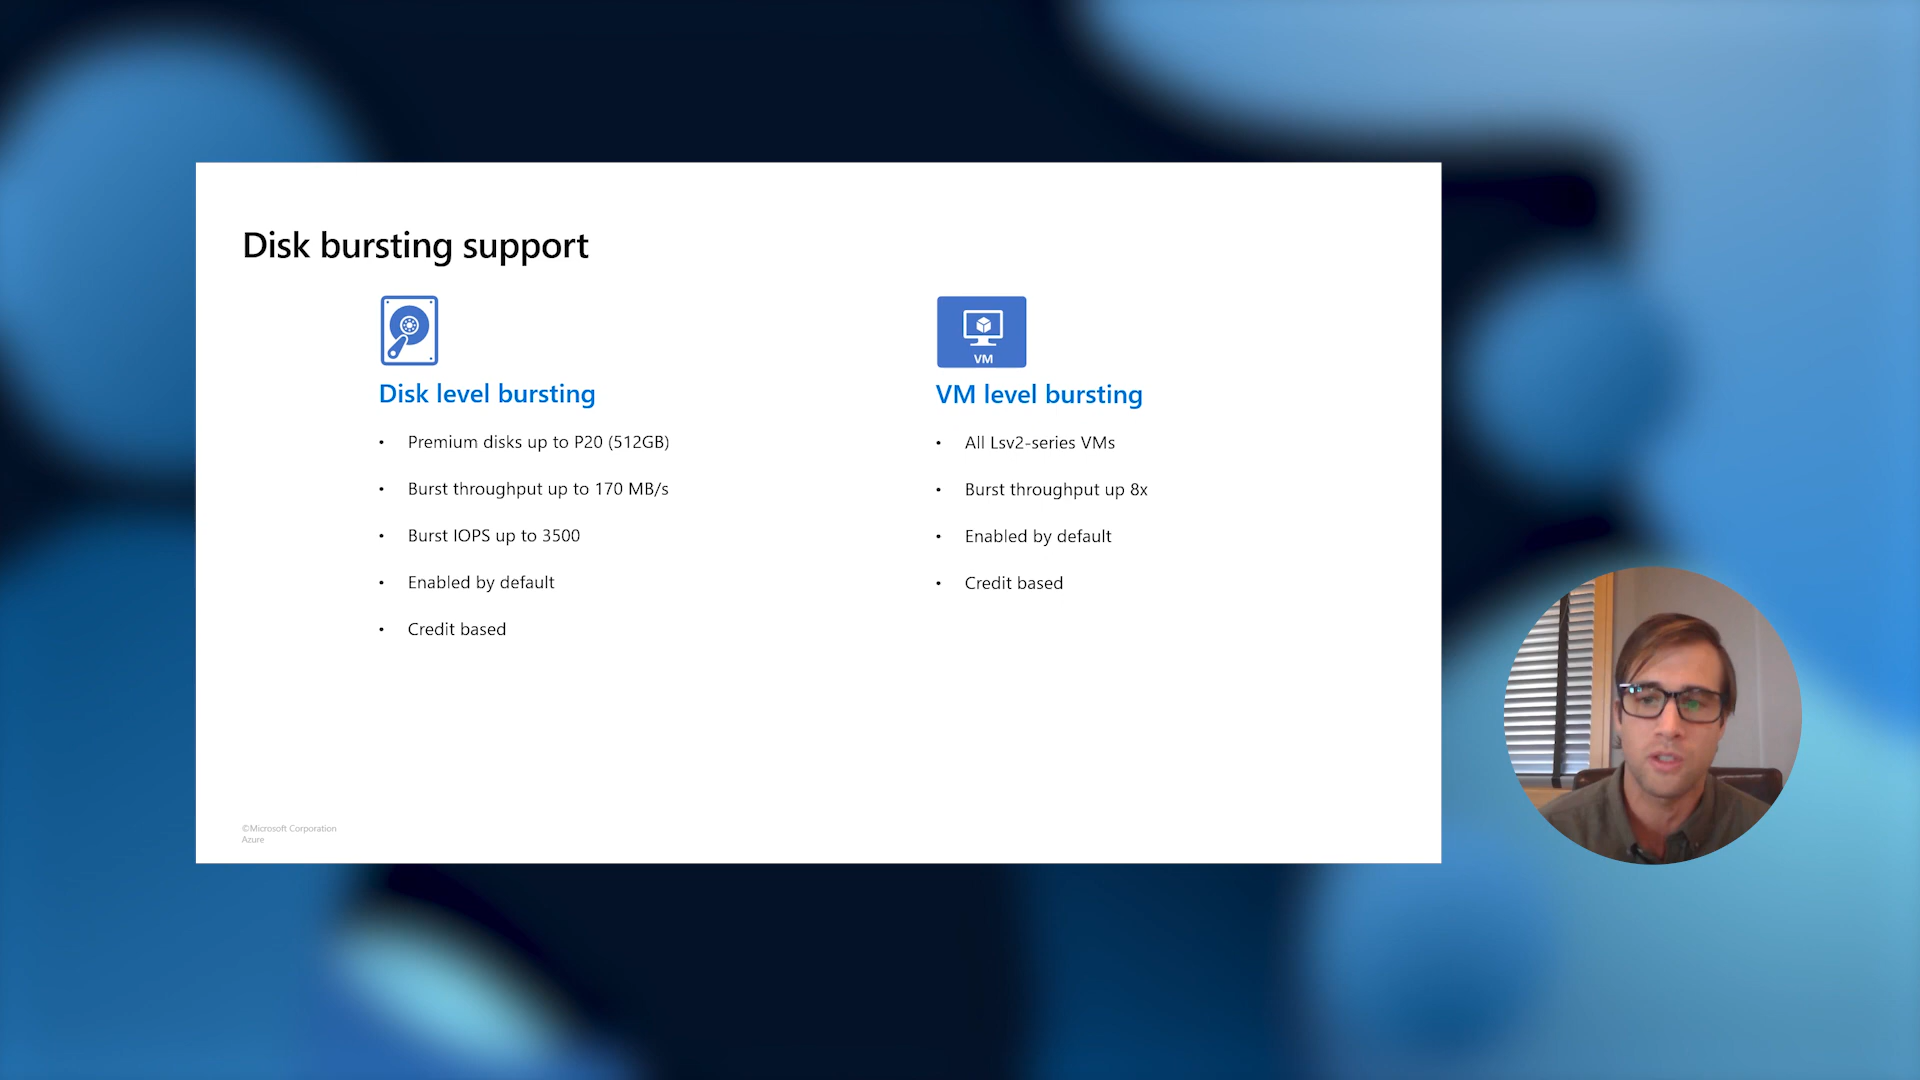 Disk bursting support
Disk level bursting
• Premium disks up to P20 (512GB)
• Burst throughput up to 170 MB/s
• Burst IOPS up to 3500
• Enabled by default
• Credit based
VM
VM level bursting
• All Lsv2-series VMs
• Burst throughput up 8x
• Enabled by default
• Credit based
©Microsoft Corporation
Azure